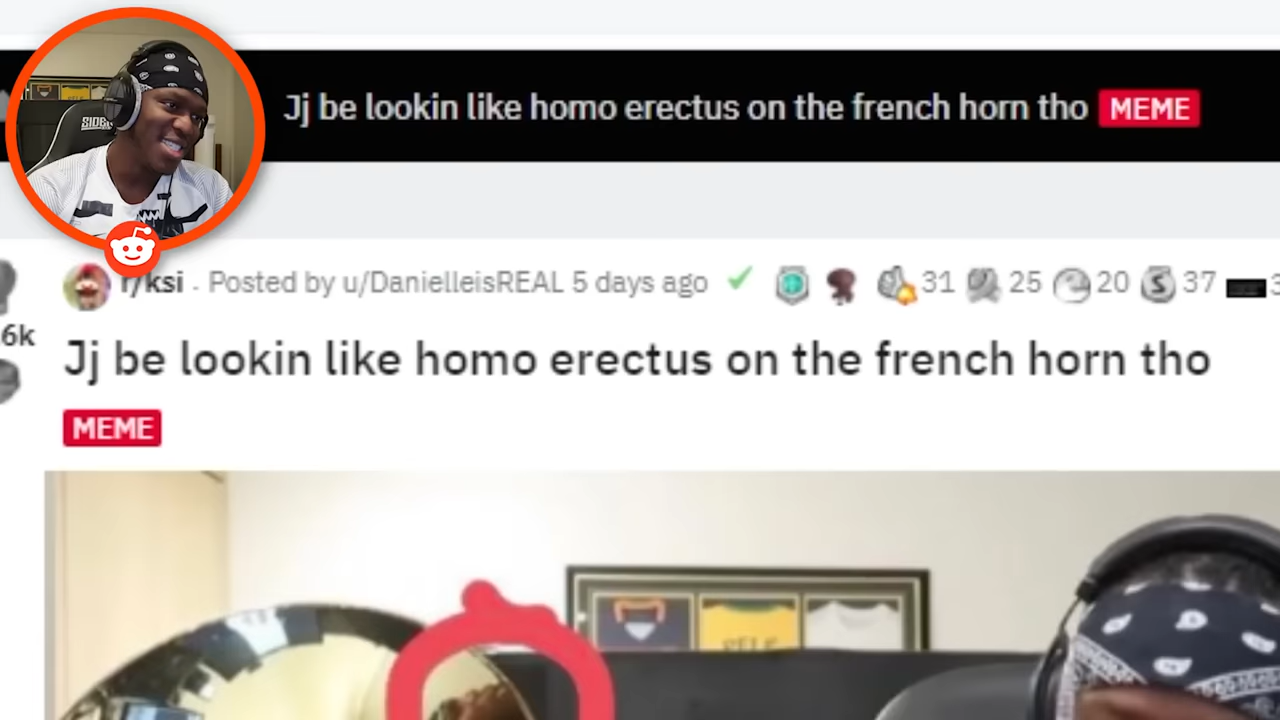 Jj be lookin like homo erectus on the french horn tho MEME
r/ksi . Posted by u/DanielleisREAL 5 days ago 31 25 20 37 3
6k
Jj be lookin like homo erectus on the french horn tho
MEME